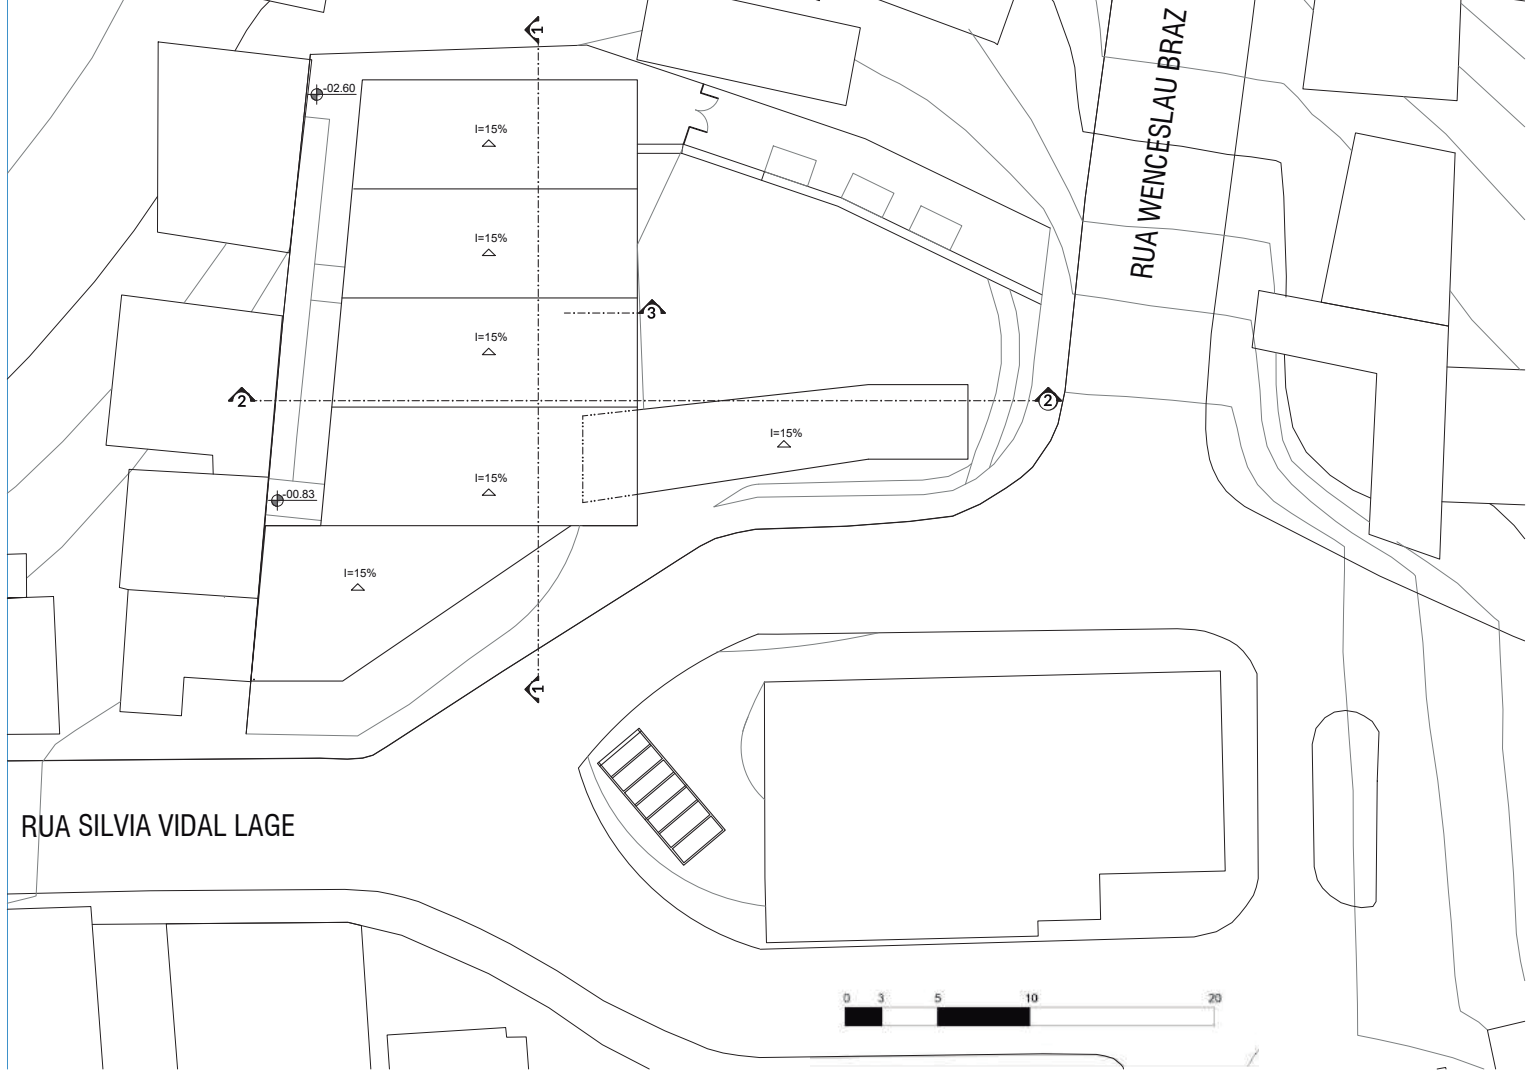 1
-02.60
I=15%
RUA WENCESLAU BRAZ
I=15%
3
I=15%
2
2
I=15%
I=15%
-00.83
I=15%
1
RUA SILVIA VIDAL LAGE
0 3 5 10 20